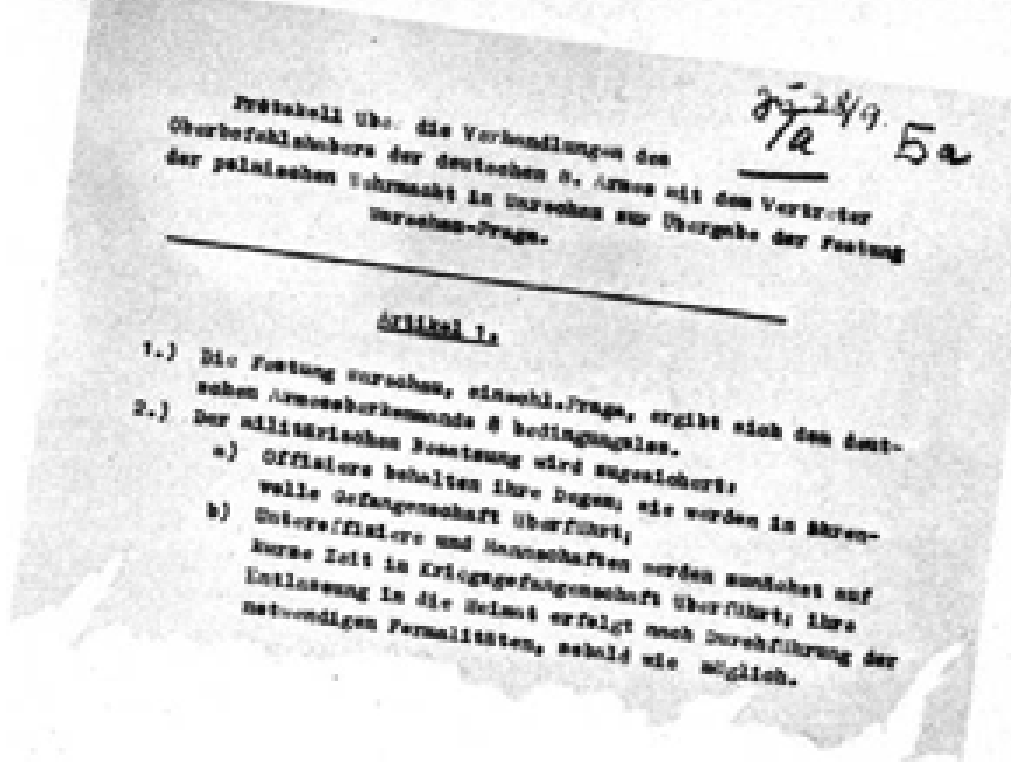 Protokoll über die Verhandlungen des
Oberbefehlshabers der deutschen 8. Armee mit dem Vertreter
der polnischen Wehrmacht in Warschau zur Übergabe der Festung
Warschau-Praga.
28/9.
Ia
5a
Artikel 1.
1.) Die Festung Warschau, einschl. Praga, ergibt sich dem deut-
schen Armeeoberkommando 8 bedingungslos.
2.) Der militärischen Besatzung wird zugesichert:
a) Offiziere behalten ihre Degen; sie werden in ehren-
volle Gefangenschaft überführt;
b) Unteroffiziere und Mannschaften werden zunächst auf
kurze Zeit in Kriegsgefangenschaft überführt; ihre
Entlassung in die Heimat erfolgt nach Durchführung der
notwendigen Formalitäten, sobald wie möglich.